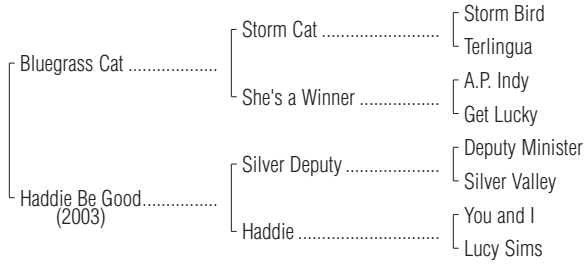 Storm Bird
Storm Cat ........................
Terlingua
Bluegrass Cat ..................
A.P. Indy
She's a Winner ................
Get Lucky
Deputy Minister
Silver Deputy ...................
Silver Valley
Haddie Be Good...............
(2003)
You and I
Haddie ............................
Lucy Sims